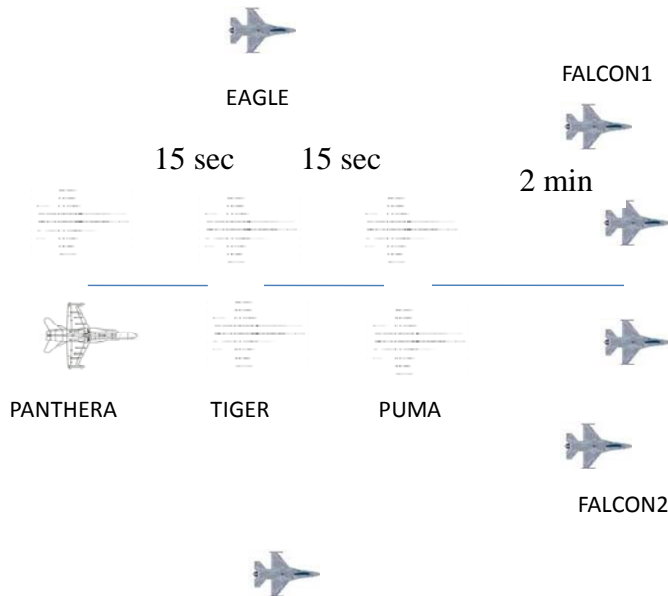 EAGLE
FALCON1
15 sec
15 sec
2 min
PANTHERA
TIGER
PUMA
FALCON2